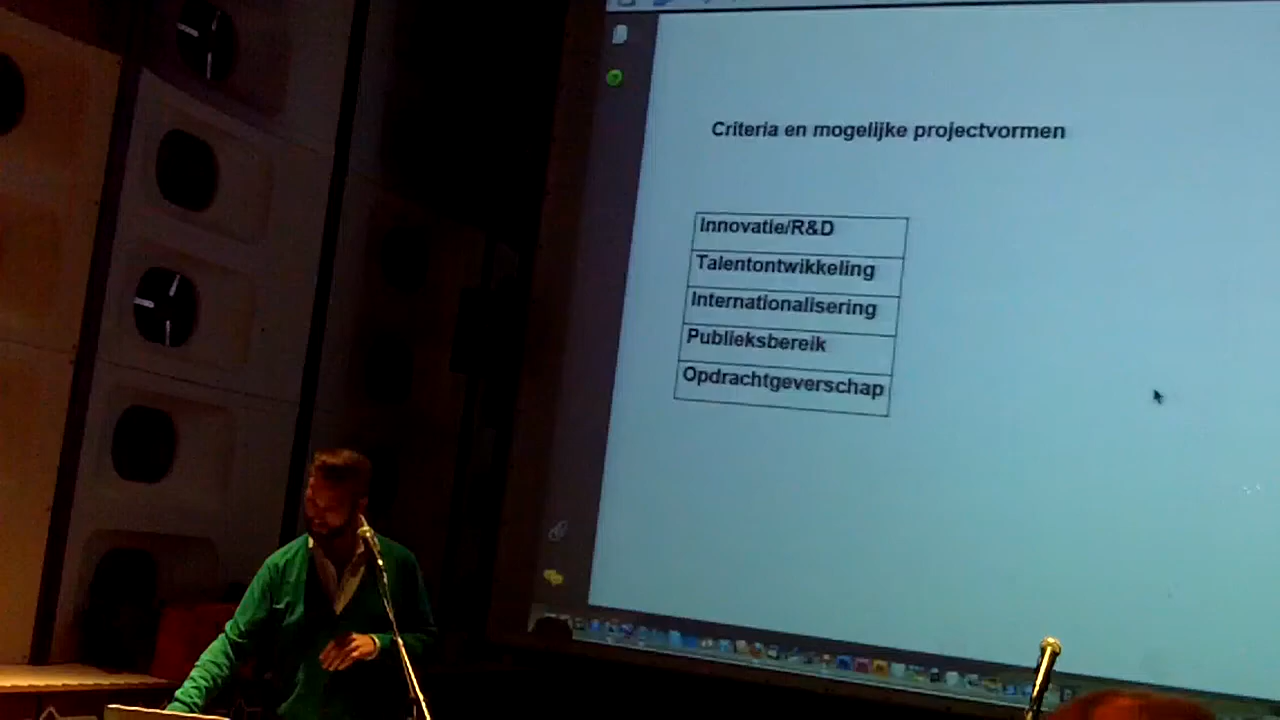 Criteria en mogelijke projectvormen
Innovatie/R&D
Talentontwikkeling
Internationalisering
Publieksbereik
Opdrachtgeverschap